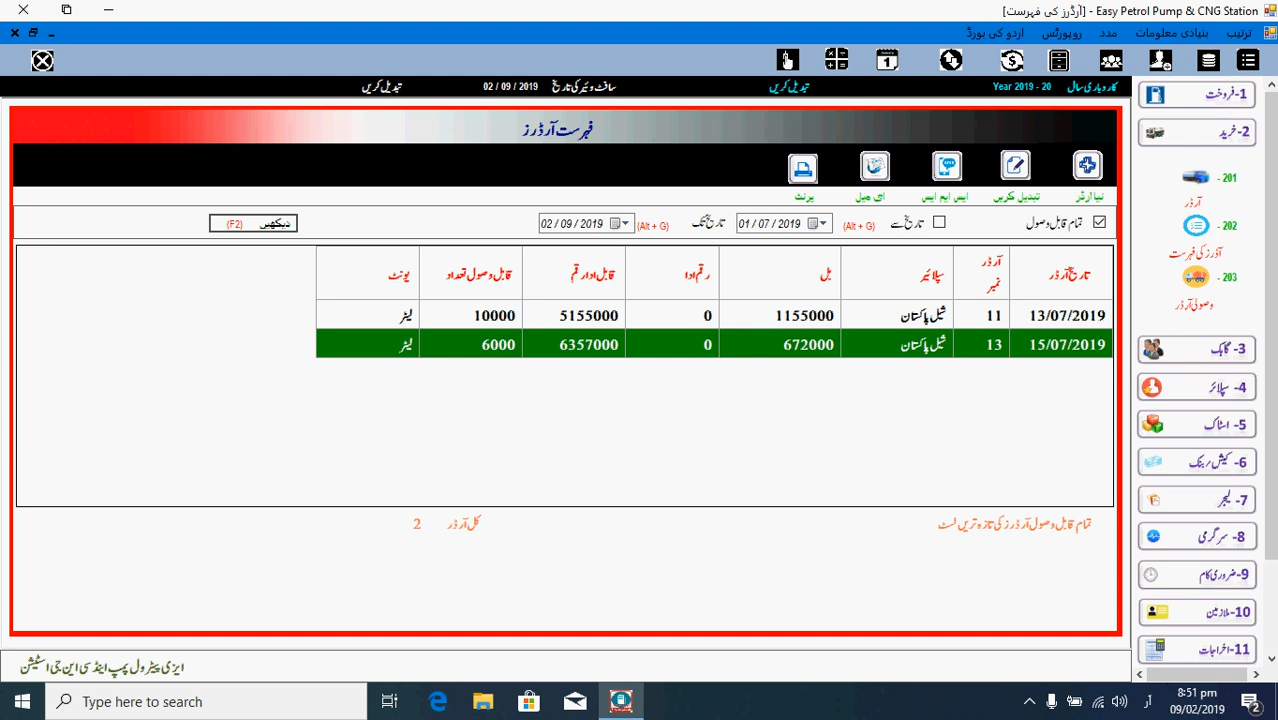 Easy Petrol Pump & CNG Station - [آرڈرز کی فہرست]
ترتیب بنیادی معلومات مدد رپورٹس اردو کی بورڈ
کاروباری سال Year 2019 - 20 تبدیل کریں سافٹ وئیر کی تاریخ 02 / 09 / 2019 تبدیل کریں
فہرست آرڈرز
نیا آرڈر تبدیل کریں ایس ایم ایس ای میل پرنٹ
تمام قابل وصول تاریخ سے (Alt + G) 01 / 07 / 2019 تاریخ تک (Alt + G) 02 / 09 / 2019 دیکھیں (F2)
تاریخ آرڈر آرڈر نمبر سپلائیر بل رقم ادا قابل ادا رقم قابل وصول تعداد یونٹ
13/07/2019 11 شیل پاکستان 1155000 0 5155000 10000 لیٹر
15/07/2019 13 شیل پاکستان 672000 0 6357000 6000 لیٹر
تمام قابل وصول آرڈرز کی تازہ ترین لسٹ کل آرڈر 2
1- فروخت
2- خرید
201 -
آرڈر
202 -
آرڈرز کی فہرست
203 -
وصولی آرڈر
3- گاہک
4- سپلائر
5- اسٹاک
6- کیش / بنک
7- لیجر
8- سرگرمی
9- ضروری کام
10- ملازمین
11- اخراجات
ایزی پیٹرول پمپ اینڈ سی این جی اسٹیشن
Type here to search
8:51 pm
09/02/2019
2